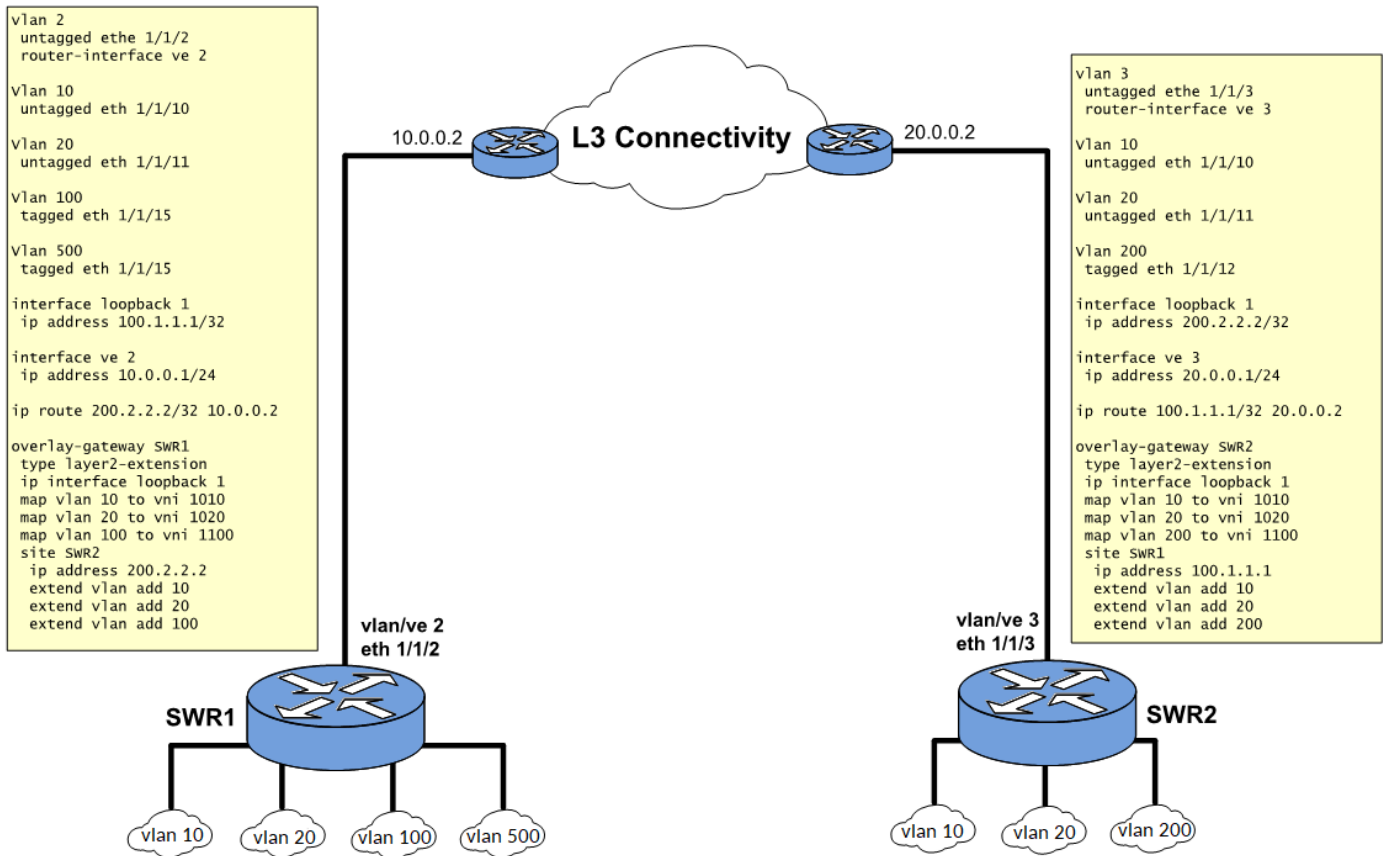 vlan 2
untagged ethe 1/1/2
router-interface ve 2
vlan 10
untagged eth 1/1/10
vlan 20
untagged eth 1/1/11
vlan 100
tagged eth 1/1/15
vlan 500
tagged eth 1/1/15
interface loopback 1
ip address 100.1.1.1/32
interface ve 2
ip address 10.0.0.1/24
ip route 200.2.2.2/32 10.0.0.2
overlay-gateway SWR1
type layer2-extension
ip interface loopback 1
map vlan 10 to vni 1010
map vlan 20 to vni 1020
map vlan 100 to vni 1100
site SWR2
ip address 200.2.2.2
extend vlan add 10
extend vlan add 20
extend vlan add 100
10.0.0.2
L3 Connectivity
20.0.0.2
vlan 3
untagged ethe 1/1/3
router-interface ve 3
vlan 10
untagged eth 1/1/10
vlan 20
untagged eth 1/1/11
vlan 200
tagged eth 1/1/12
interface loopback 1
ip address 200.2.2.2/32
interface ve 3
ip address 20.0.0.1/24
ip route 100.1.1.1/32 20.0.0.2
overlay-gateway SWR2
type layer2-extension
ip interface loopback 1
map vlan 10 to vni 1010
map vlan 20 to vni 1020
map vlan 200 to vni 1100
site SWR1
ip address 100.1.1.1
extend vlan add 10
extend vlan add 20
extend vlan add 200
vlan/ve 2
eth 1/1/2
vlan/ve 3
eth 1/1/3
SWR1
SWR2
vlan 10
vlan 20
vlan 100
vlan 500
vlan 10
vlan 20
vlan 200